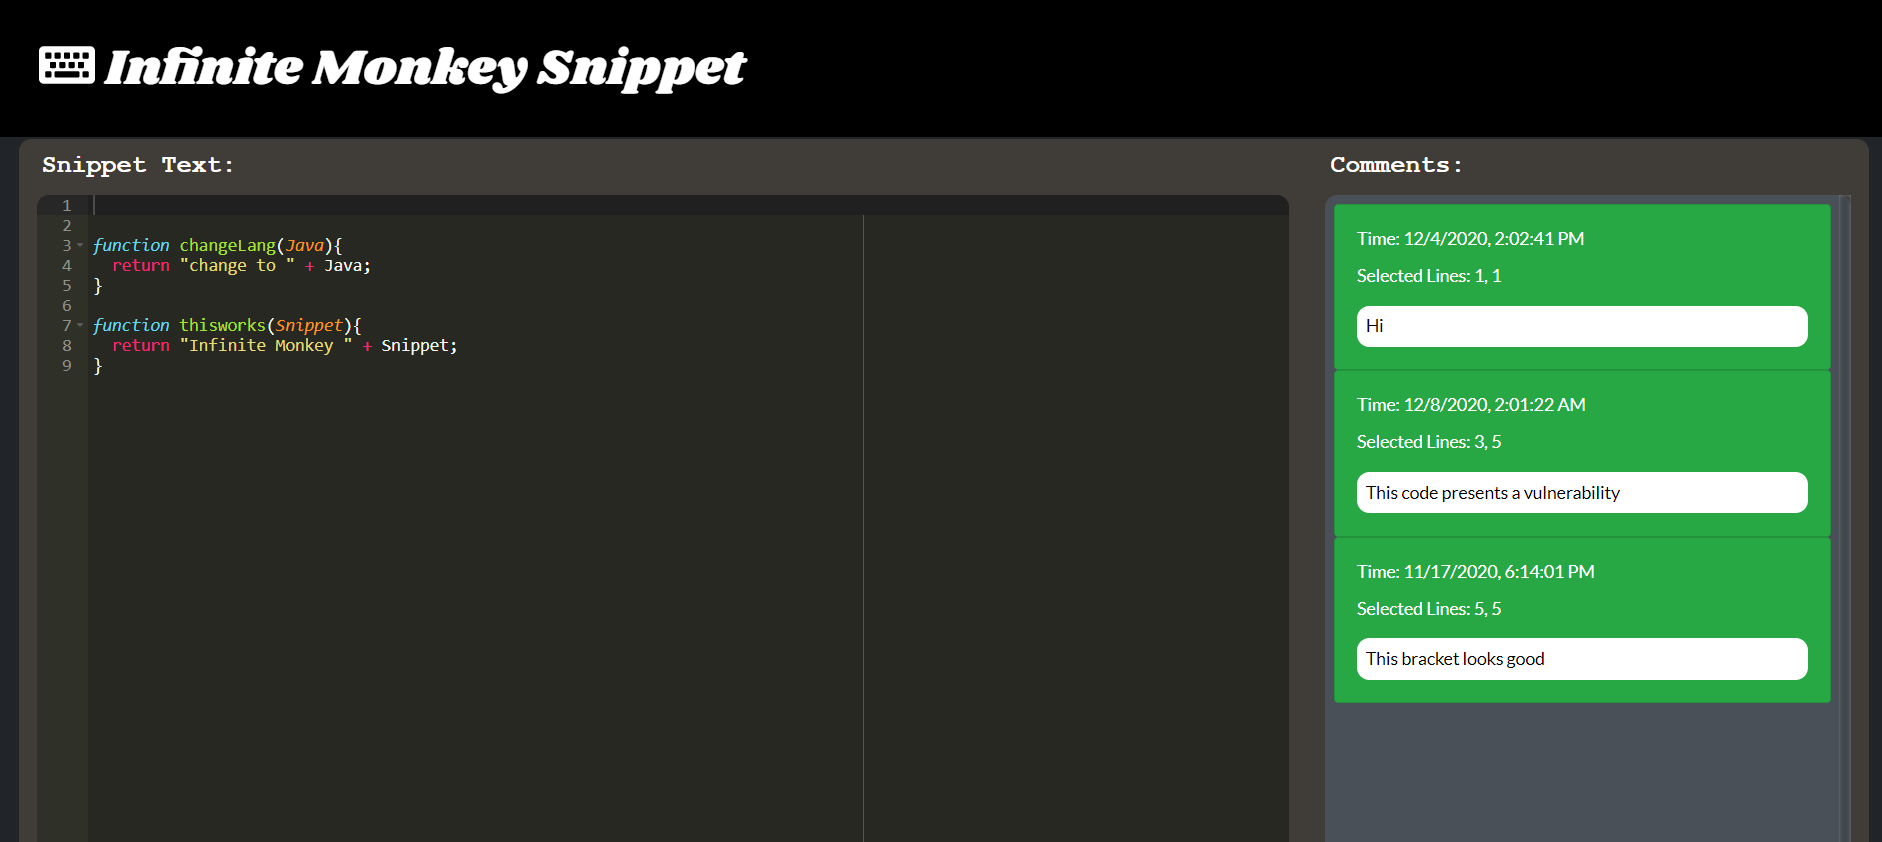 Infinite Monkey Snippet
Snippet Text:
1
2
3 function changeLang(Java){
4   return "change to " + Java;
5 }
6
7 function thisworks(Snippet){
8   return "Infinite Monkey " + Snippet;
9 }
Comments:
Time: 12/4/2020, 2:02:41 PM
Selected Lines: 1, 1
Hi
Time: 12/8/2020, 2:01:22 AM
Selected Lines: 3, 5
This code presents a vulnerability
Time: 11/17/2020, 6:14:01 PM
Selected Lines: 5, 5
This bracket looks good